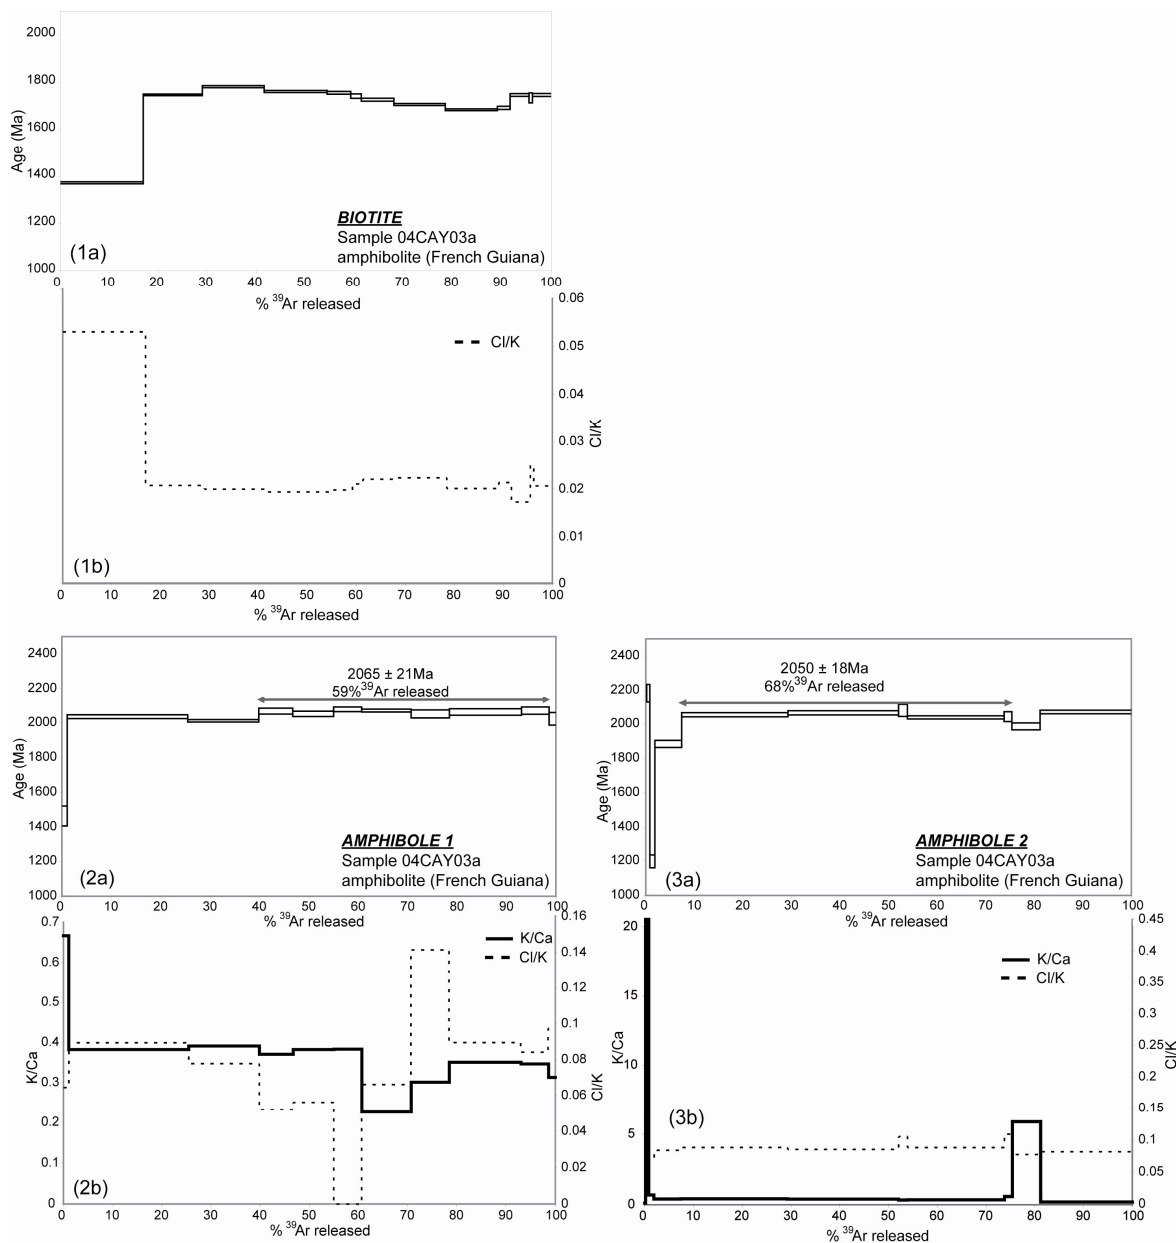 2000
1800
1600
1400
1200
1000
Age (Ma)
BIOTITE
Sample 04CAY03a
amphibolite (French Guiana)
(1a)
0 10 20 30 40 50 60 70 80 90 100
% 39Ar released
0.06
0.05
0.04
0.03
0.02
0.01
0
Cl/K
Cl/K
(1b)
0 10 20 30 40 50 60 70 80 90 100
% 39Ar released
2400
2200
2000
1800
1600
1400
1200
1000
Age (Ma)
2065 ± 21Ma
59%39Ar released
AMPHIBOLE 1
Sample 04CAY03a
amphibolite (French Guiana)
(2a)
0 10 20 30 40 50 60 70 80 90 100
% 39Ar released
0.7
0.6
0.5
0.4
0.3
0.2
0.1
0
K/Ca
K/Ca
Cl/K
0.16
0.14
0.12
0.1
0.08
0.06
0.04
0.02
0
Cl/K
(2b)
0 10 20 30 40 50 60 70 80 90 100
% 39Ar released
2400
2200
2000
1800
1600
1400
1200
1000
Age (Ma)
2050 ± 18Ma
68%39Ar released
AMPHIBOLE 2
Sample 04CAY03a
amphibolite (French Guiana)
(3a)
0 10 20 30 40 50 60 70 80 90 100
% 39Ar released
20
15
10
5
0
K/Ca
K/Ca
Cl/K
0.45
0.4
0.35
0.3
0.25
0.2
0.15
0.1
0.05
0
Cl/K
(3b)
0 10 20 30 40 50 60 70 80 90 100
% 39Ar released